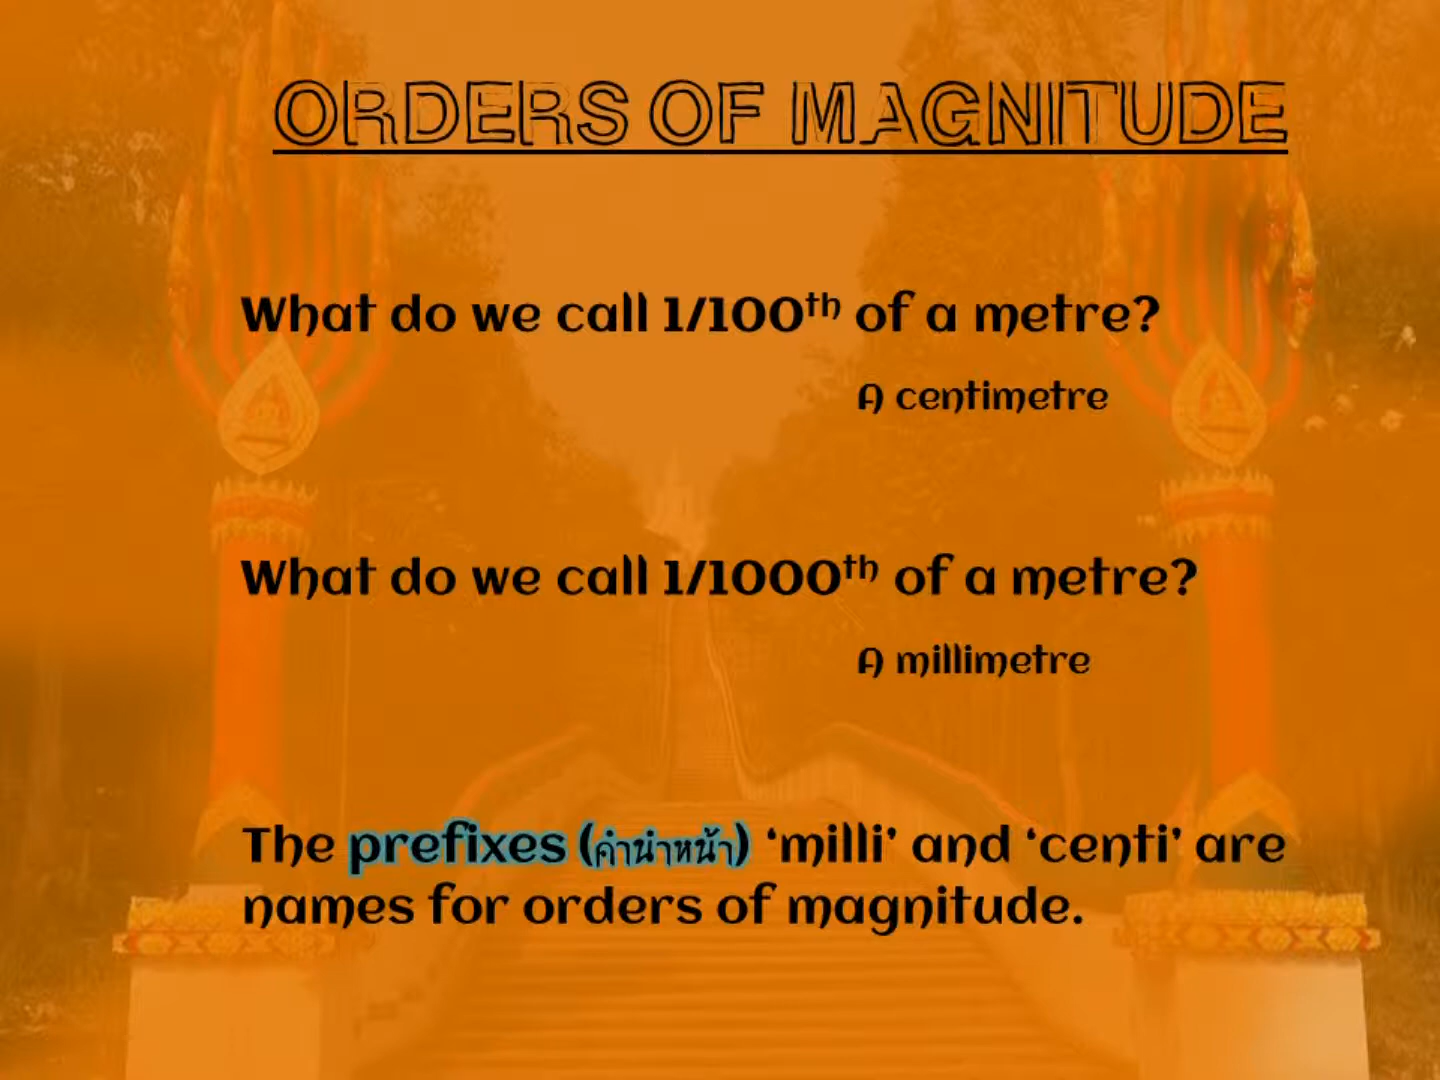 ORDERS OF MAGNITUDE
What do we call 1/100th of a metre?
A centimetre
What do we call 1/1000th of a metre?
A millimetre
The prefixes (คำนำหน้า) ‘milli’ and ‘centi’ are
names for orders of magnitude.